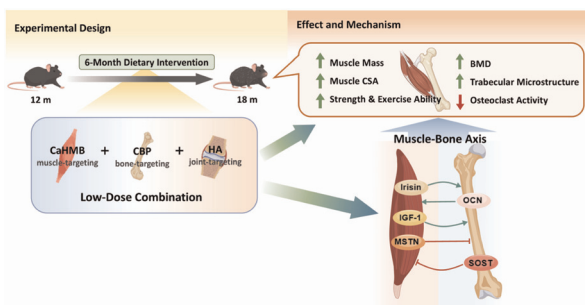 Experimental Design
Effect and Mechanism
6-Month Dietary Intervention
12 m
18 m
Muscle Mass
Muscle CSA
Strength & Exercise Ability
BMD
Trabecular Microstructure
Osteoclast Activity
CaHMB
muscle-targeting
+
CBP
bone-targeting
+
HA
joint-targeting
Low-Dose Combination
Muscle-Bone Axis
Irisin
OCN
IGF-1
MSTN
SOST